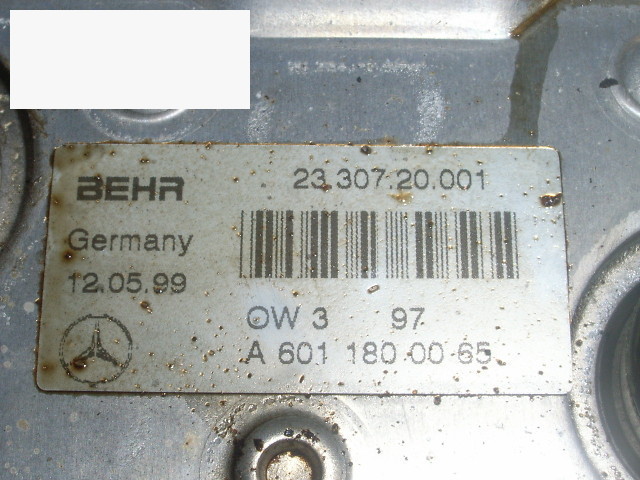 BEHR 23.307.20.001
Germany
12.05.99
OW 3 97
A 601 180 00 65